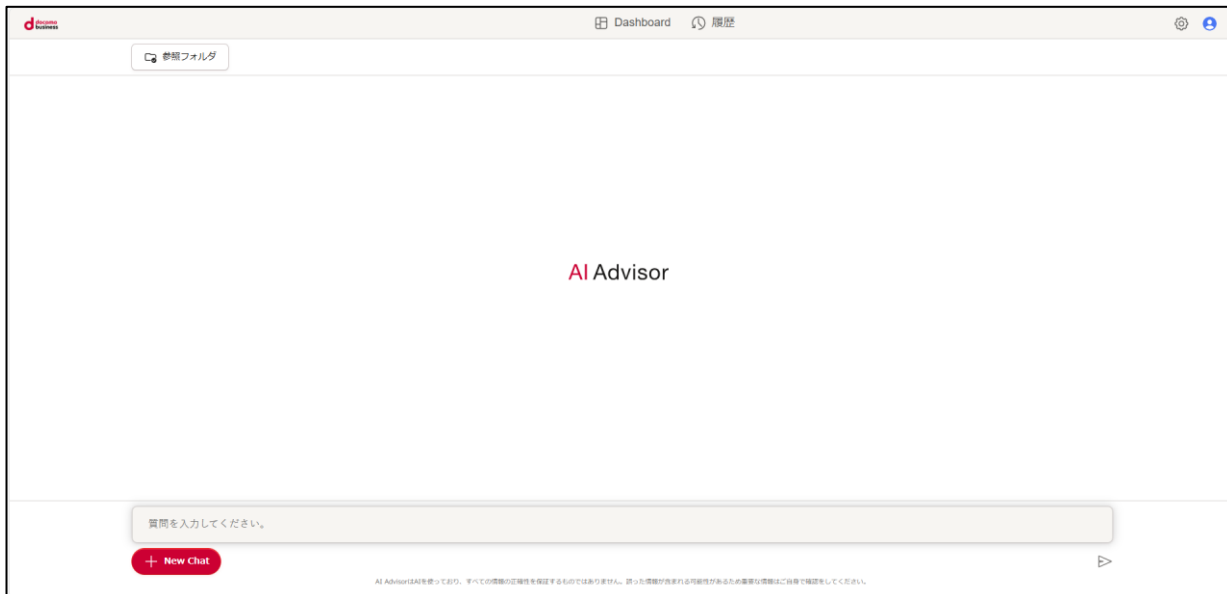 docomo
business
Dashboard
履歴
参照フォルダ
AI Advisor
質問を入力してください。
New Chat
AI AdvisorはAIを使っており、すべての情報の正確性を保証するものではありません。誤った情報が含まれる可能性があるため重要な情報はご自身で確認をしてください。